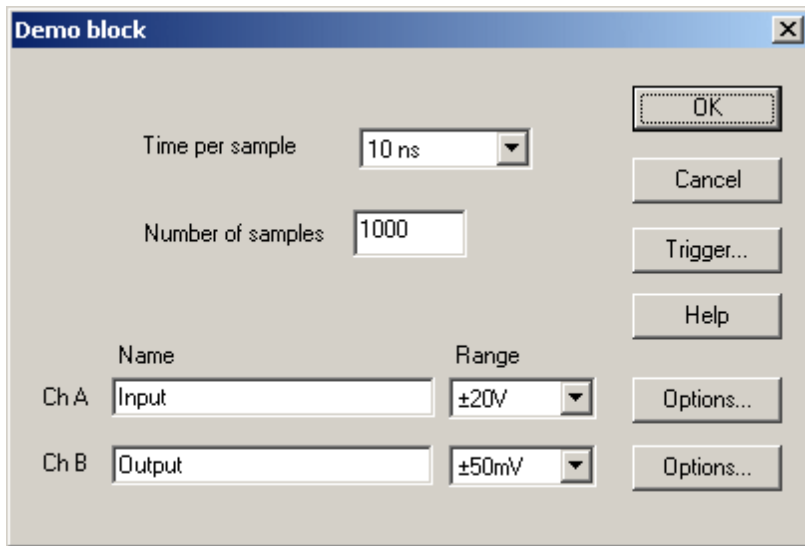 Demo block
OK
Time per sample 10 ns
Cancel
Number of samples 1000
Trigger...
Help
Name Range
Ch A Input ±20V Options...
Ch B Output ±50mV Options...